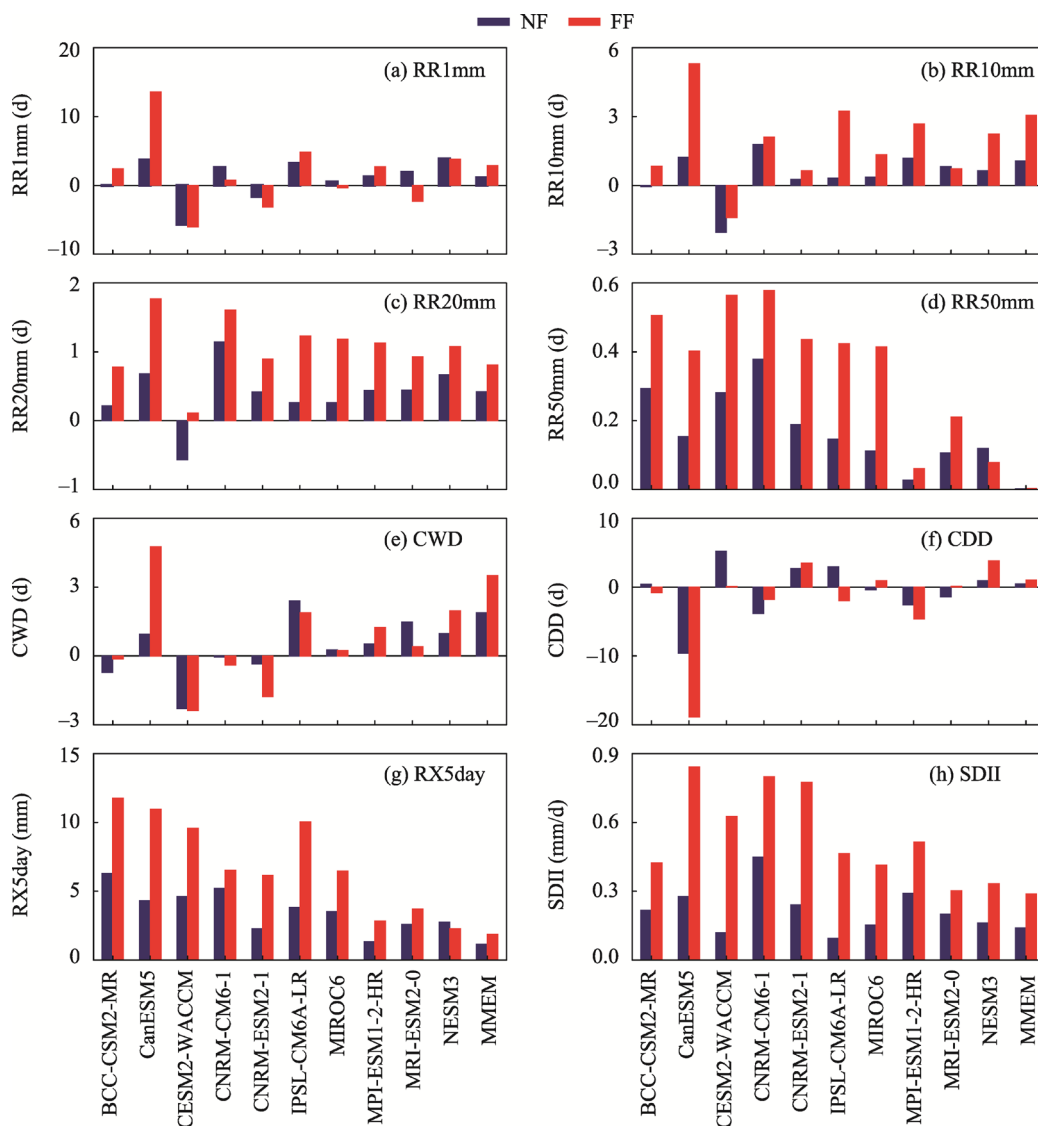 NF FF
(a) RR1mm
RR1mm (d)
20
10
0
–10
(b) RR10mm
RR10mm (d)
6
3
0
–3
(c) RR20mm
RR20mm (d)
2
1
0
–1
(d) RR50mm
RR50mm (d)
0.6
0.4
0.2
0.0
(e) CWD
CWD (d)
6
3
0
–3
(f) CDD
CDD (d)
10
0
–10
–20
(g) RX5day
RX5day (mm)
15
10
5
0
(h) SDII
SDII (mm/d)
0.9
0.6
0.3
0.0
BCC-CSM2-MR
CanESM5
CESM2-WACCM
CNRM-CM6-1
CNRM-ESM2-1
IPSL-CM6A-LR
MIROC6
MPI-ESM1-2-HR
MRI-ESM2-0
NESM3
MMEM
BCC-CSM2-MR
CanESM5
CESM2-WACCM
CNRM-CM6-1
CNRM-ESM2-1
IPSL-CM6A-LR
MIROC6
MPI-ESM1-2-HR
MRI-ESM2-0
NESM3
MMEM